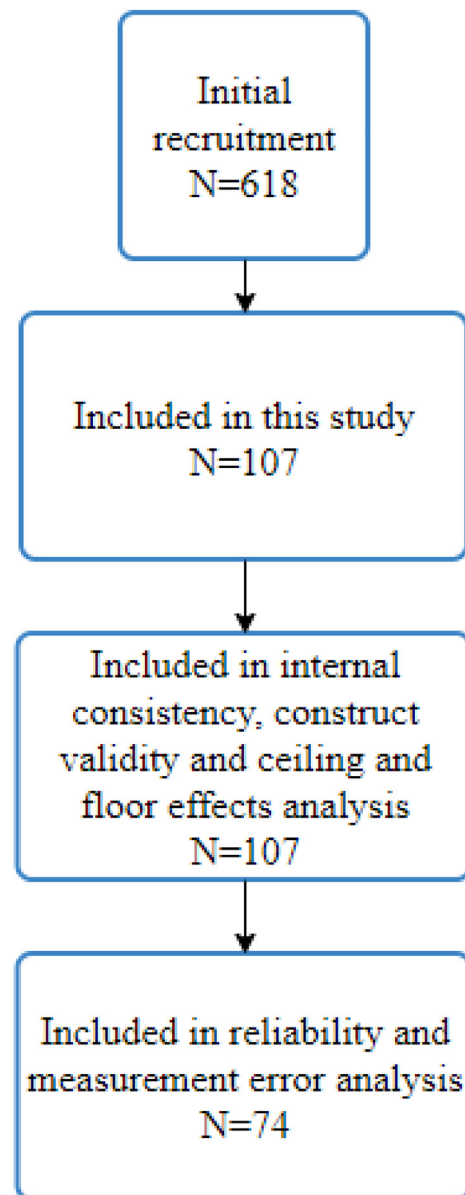 Initial
recruitment
N=618
Included in this study
N=107
Included in internal
consistency, construct
validity and ceiling and
floor effects analysis
N=107
Included in reliability and
measurement error analysis
N=74